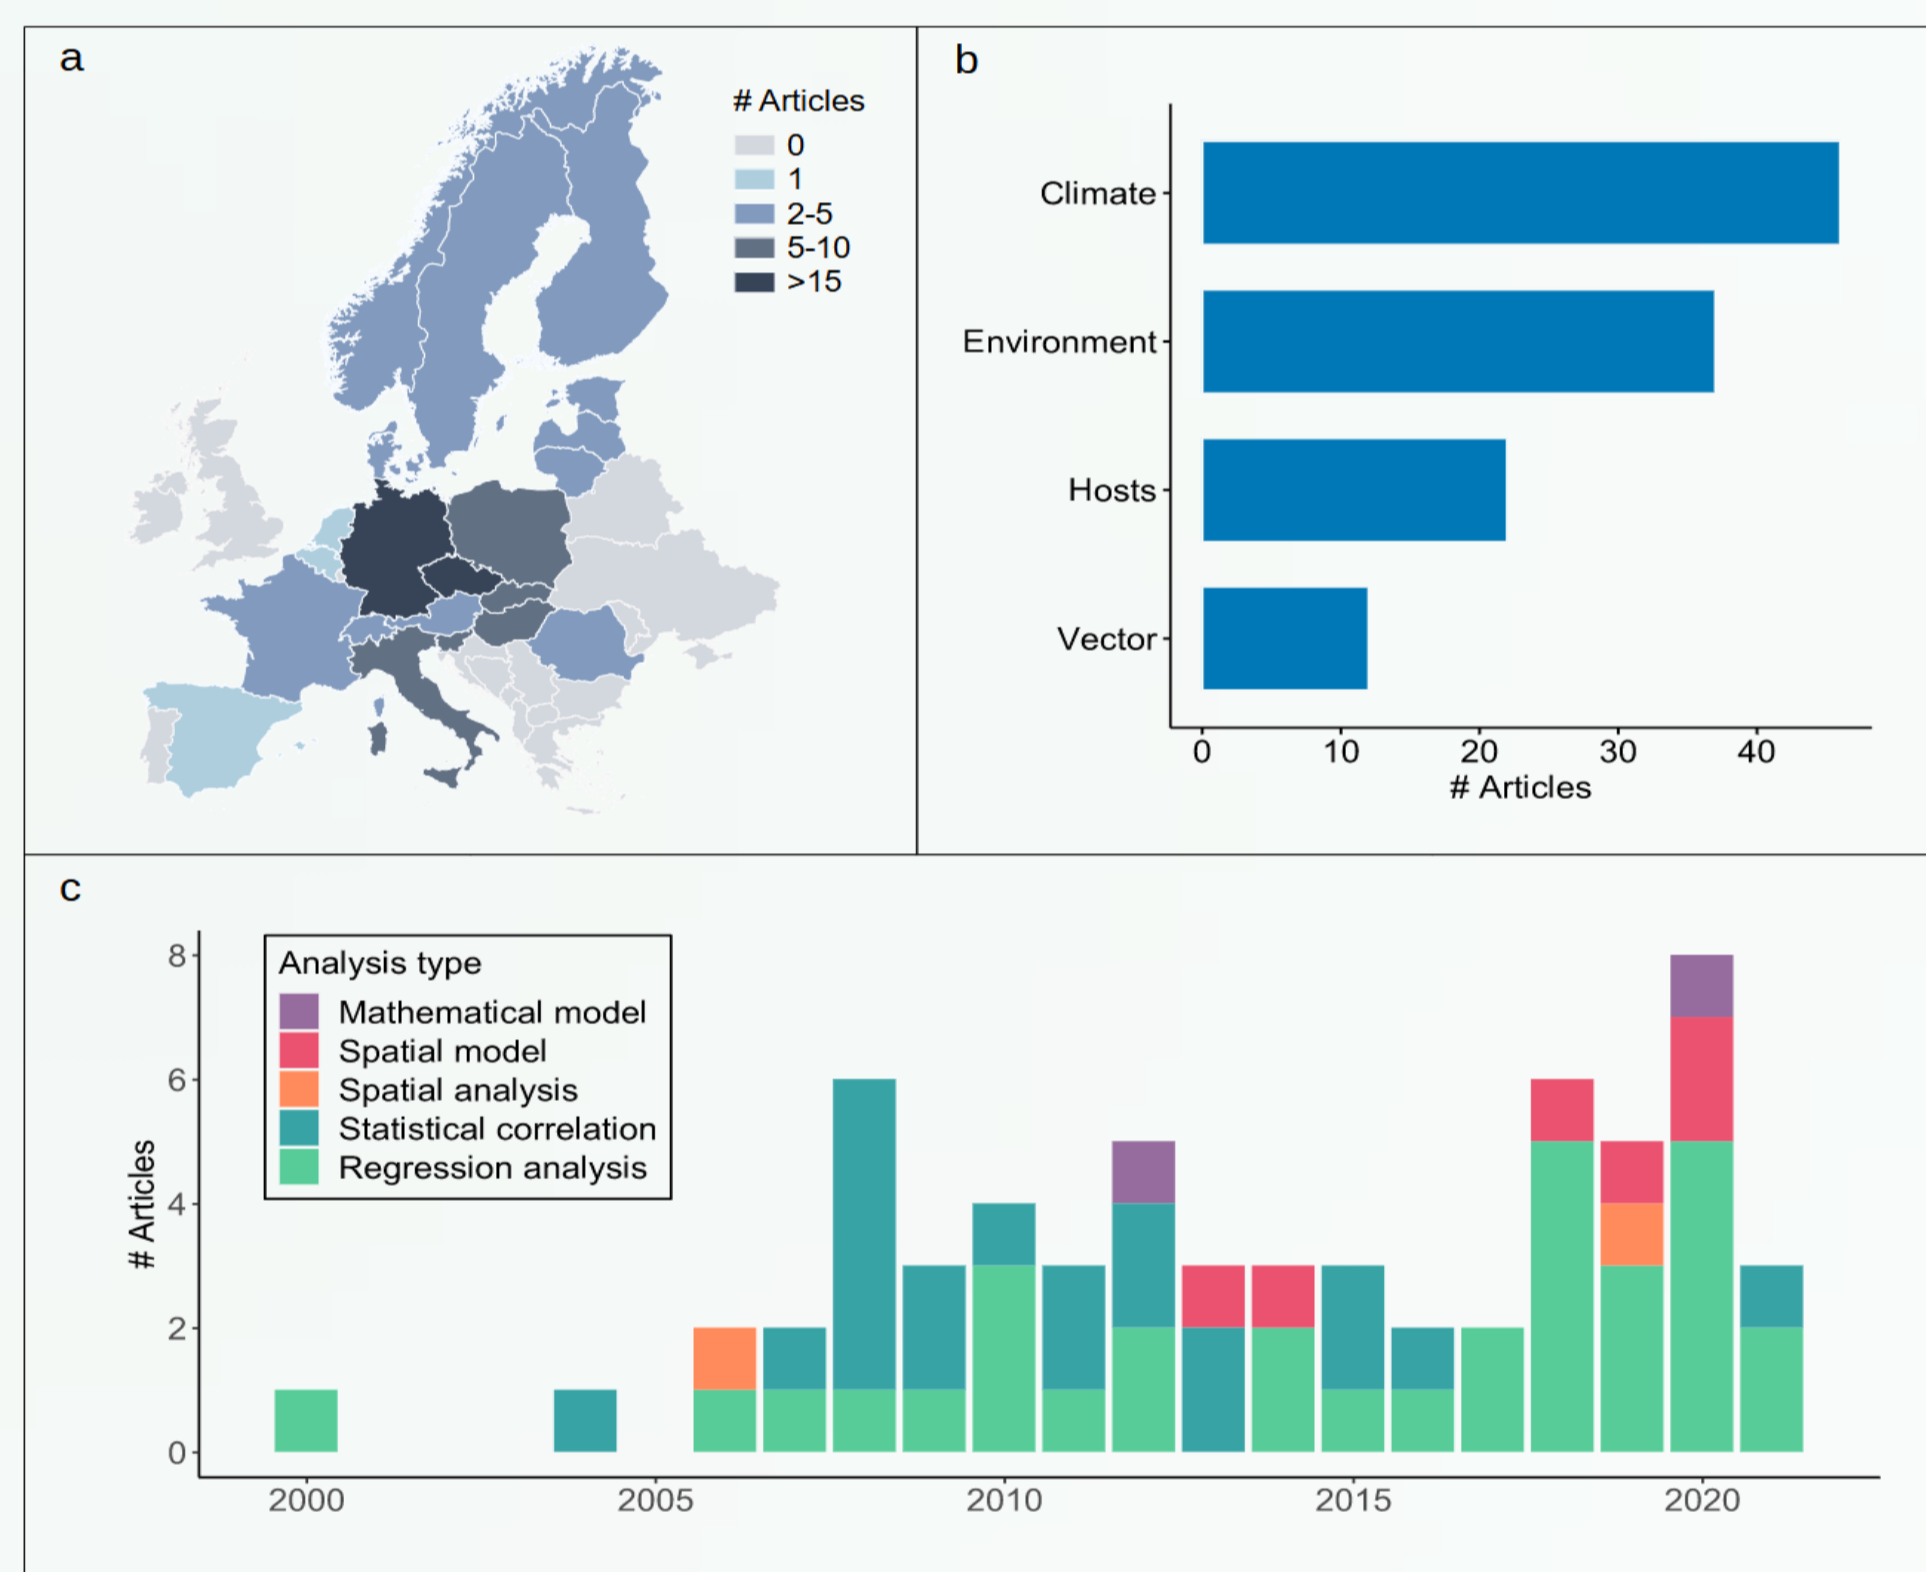 a
# Articles
0
1
2-5
5-10
>15
b
Climate
Environment
Hosts
Vector
0 10 20 30 40
# Articles
c
Analysis type
Mathematical model
Spatial model
Spatial analysis
Statistical correlation
Regression analysis
# Articles
8
6
4
2
0
2000 2005 2010 2015 2020